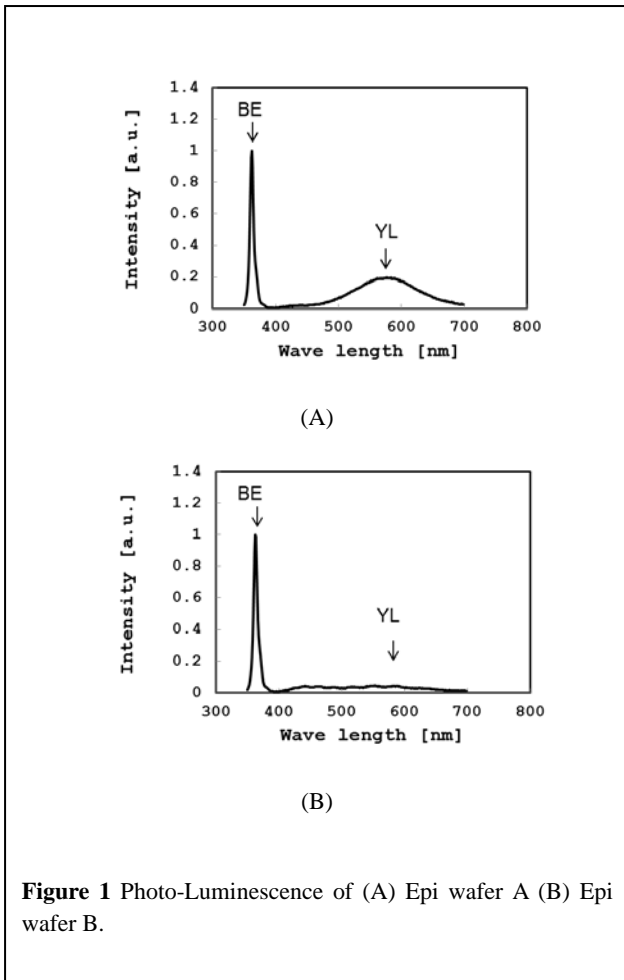 1.4
BE
1.2
1
0.8
0.6
YL
0.4
0.2
0
300 400 500 600 700 800
Intensity [a.u.]
Wave length [nm]
(A)
1.4
BE
1.2
1
0.8
0.6
YL
0.4
0.2
0
300 400 500 600 700 800
Intensity [a.u.]
Wave length [nm]
(B)
Figure 1 Photo-Luminescence of (A) Epi wafer A (B) Epi
wafer B.